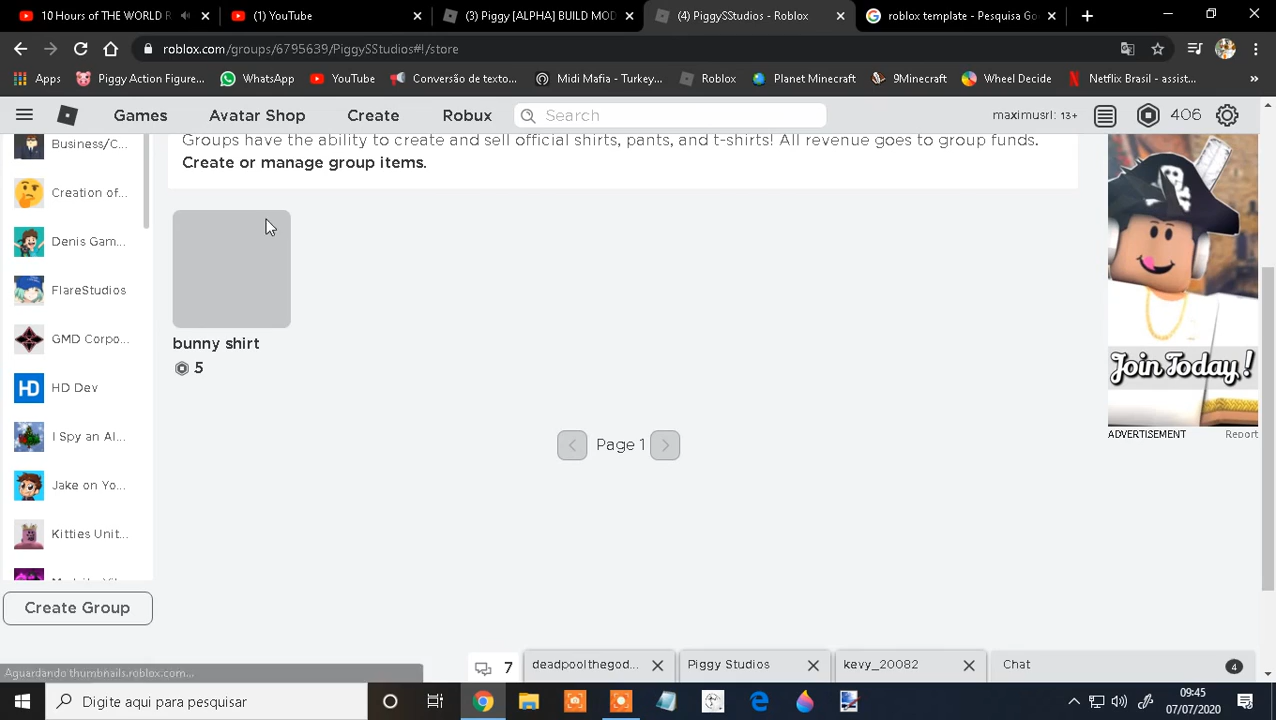 10 Hours of THE WORLD R
(1) YouTube
(3) Piggy [ALPHA] BUILD MOD
(4) PiggySStudios - Roblox
roblox template - Pesquisa Go
roblox.com/groups/6795639/PiggySStudios#!/store
Apps
Piggy Action Figure...
WhatsApp
YouTube
Conversão de texto...
Midi Mafia - Turkey...
Roblox
Planet Minecraft
9Minecraft
Wheel Decide
Netflix Brasil - assist...
Games
Avatar Shop
Create
Robux
Search
maximusrl: 13+
406
Groups have the ability to create and sell official shirts, pants, and t-shirts! All revenue goes to group funds.
Create or manage group items.
Business/C...
Creation of...
Denis Gam...
FlareStudios
GMD Corpo...
HD
HD Dev
I Spy an Al...
Jake on Yo...
Kitties Unit...
bunny shirt
5
Page 1
Join Today !
ADVERTISEMENT
Report
Create Group
Aguardando thumbnails.roblox.com...
7
deadpoolthegod...
Piggy Studios
kevy_20082
Chat
4
Digite aqui para pesquisar
09:45
07/07/2020